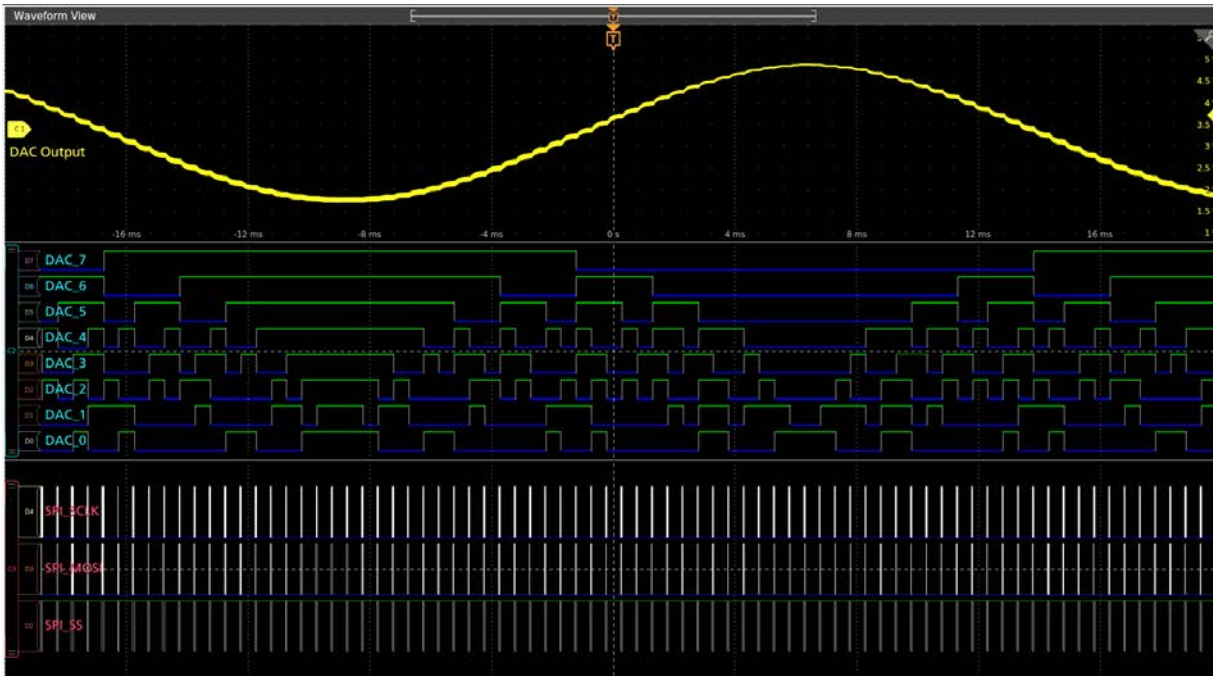 Waveform View
T
T
5
4.5
4
C1
3.5
DAC Output
3
2.5
2
1.5
-16 ms -12 ms -8 ms -4 ms 0 s 4 ms 8 ms 12 ms 16 ms 1
D7 DAC_7
D6 DAC_6
D5 DAC_5
D4 DAC_4
D3 DAC_3
D2 DAC_2
D1 DAC_1
D0 DAC_0
D4 SPI_SCLK
D3 SPI_MOSI
SPI_SS